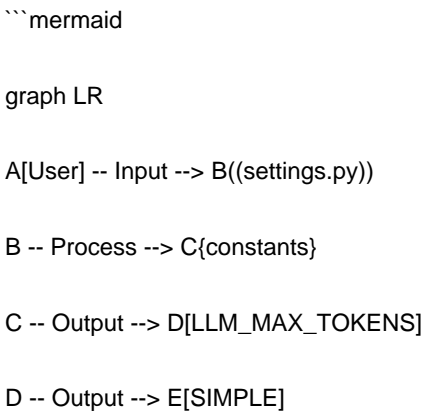 ```mermaid
graph LR
A[User] -- Input --> B((settings.py))
B -- Process --> C{constants}
C -- Output --> D[LLM_MAX_TOKENS]
D -- Output --> E[SIMPLE]